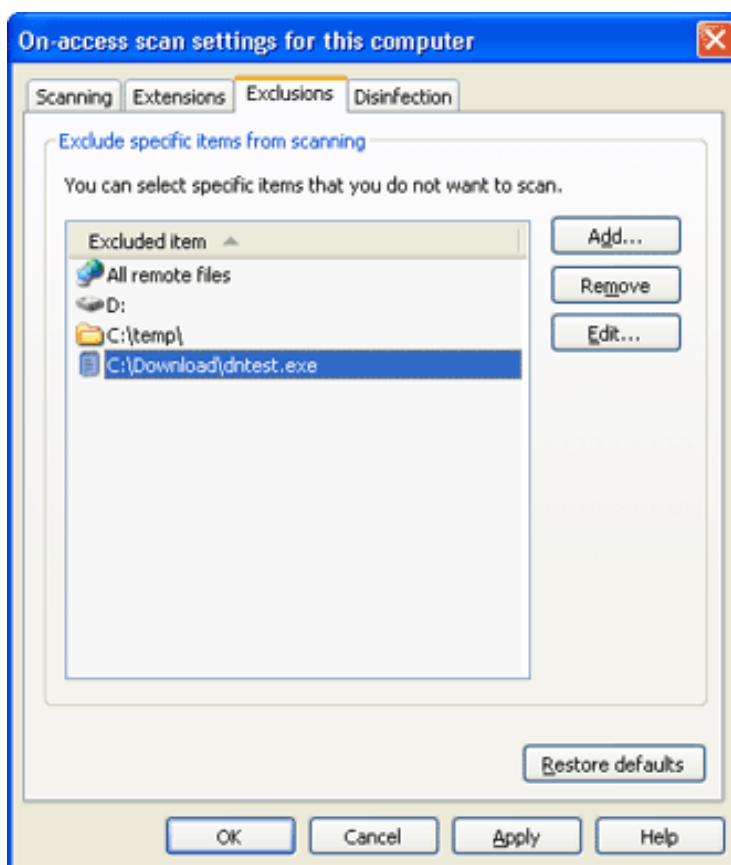 On-access scan settings for this computer
Scanning Extensions Exclusions Disinfection
Exclude specific items from scanning
You can select specific items that you do not want to scan.
Excluded item
Add...
All remote files
Remove
D:
C:\temp\
Edit...
C:\Download\dntest.exe
Restore defaults
OK Cancel Apply Help